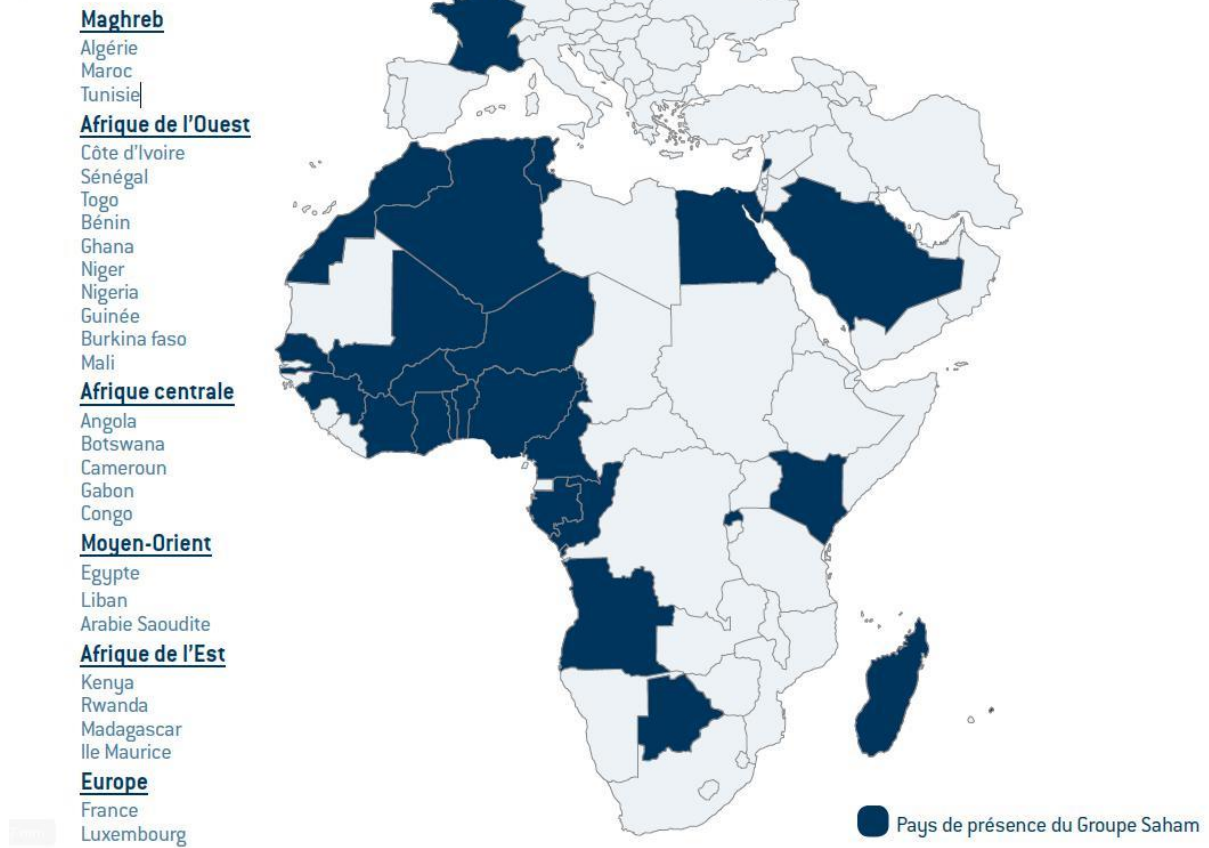 Maghreb
Algérie
Maroc
Tunisie
Afrique de l'Ouest
Côte d'Ivoire
Sénégal
Togo
Bénin
Ghana
Niger
Nigeria
Guinée
Burkina faso
Mali
Afrique centrale
Angola
Botswana
Cameroun
Gabon
Congo
Moyen-Orient
Egypte
Liban
Arabie Saoudite
Afrique de l'Est
Kenya
Rwanda
Madagascar
Ile Maurice
Europe
France
Luxembourg
Pays de présence du Groupe Saham